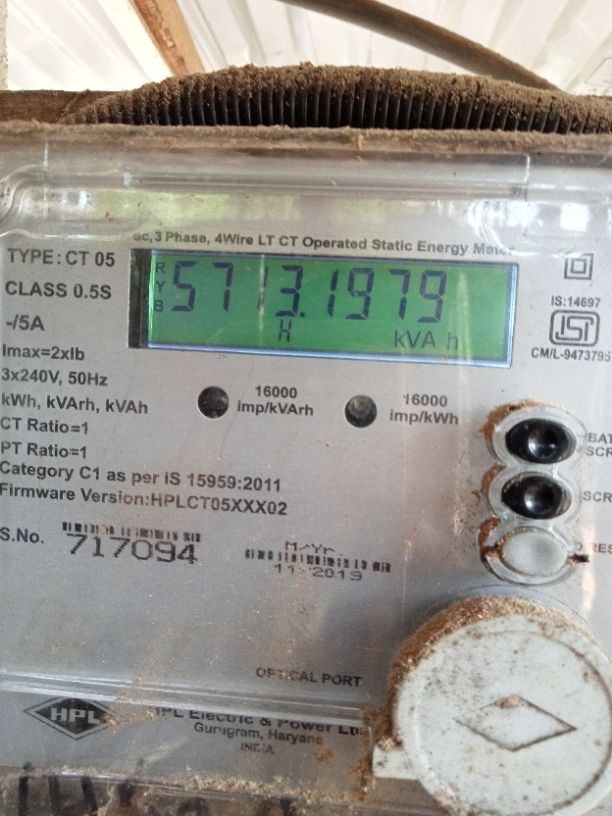 ac,3 Phase, 4Wire LT CT Operated Static Energy Meter
TYPE: CT 05
CLASS 0.5S
-/5A
Imax=2xIb
3x240V, 50Hz
kWh, kVArh, kVAh
CT Ratio=1
PT Ratio=1
Category C1 as per IS 15959:2011
Firmware Version:HPLCT05XXX02
R
Y
B
5713.1979
H
kVA h
IS:14697
ISI
CM/L-9473795
16000
imp/kVArh
16000
imp/kWh
S.No.
717094
M/Yr.
11 2019
OPTICAL PORT
HPL
HPL Electric & Power Ltd
Gurugram, Haryana
INDIA